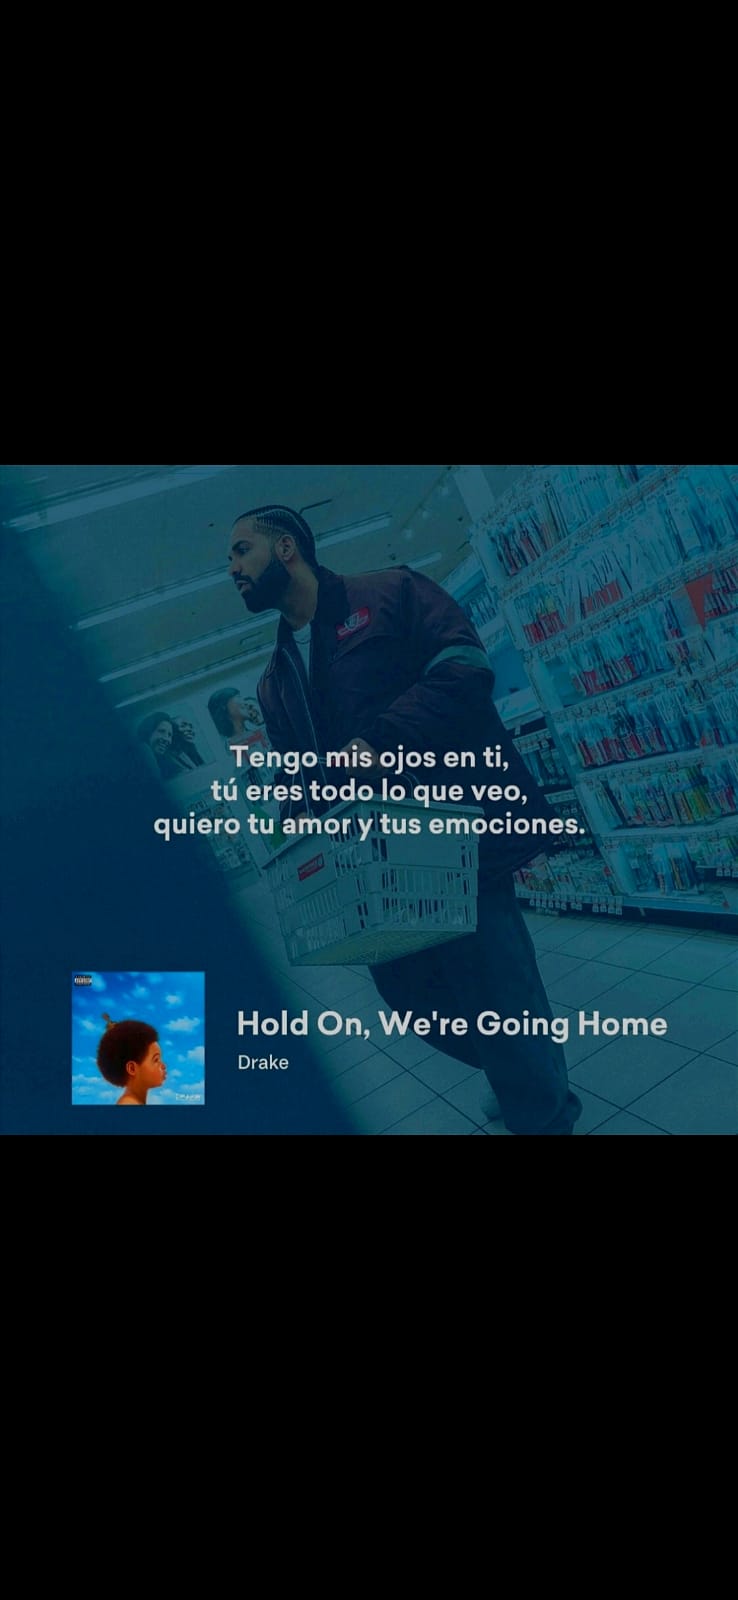 Tengo mis ojos en ti,
tú eres todo lo que veo,
quiero tu amor y tus emociones.
Hold On, We're Going Home
Drake